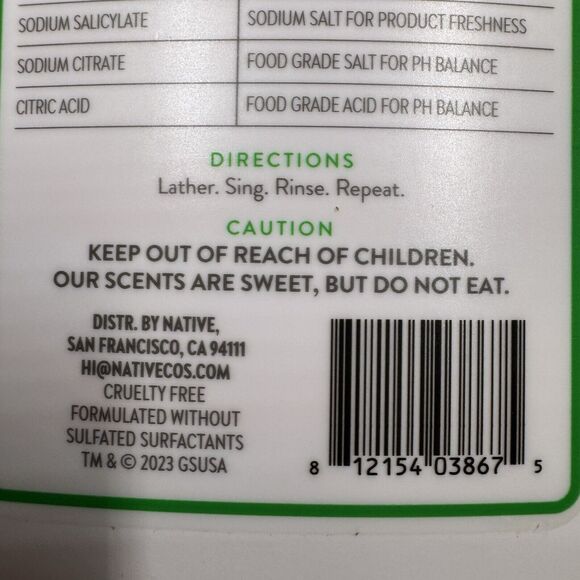 SODIUM SALICYLATE SODIUM SALT FOR PRODUCT FRESHNESS
SODIUM CITRATE FOOD GRADE SALT FOR PH BALANCE
CITRIC ACID FOOD GRADE ACID FOR PH BALANCE
DIRECTIONS
Lather. Sing. Rinse. Repeat.
CAUTION
KEEP OUT OF REACH OF CHILDREN.
OUR SCENTS ARE SWEET, BUT DO NOT EAT.
DISTR. BY NATIVE,
SAN FRANCISCO, CA 94111
HI@NATIVECOS.COM
CRUELTY FREE
FORMULATED WITHOUT
SULFATED SURFACTANTS
TM & © 2023 GSUSA
8 12154 03867 5